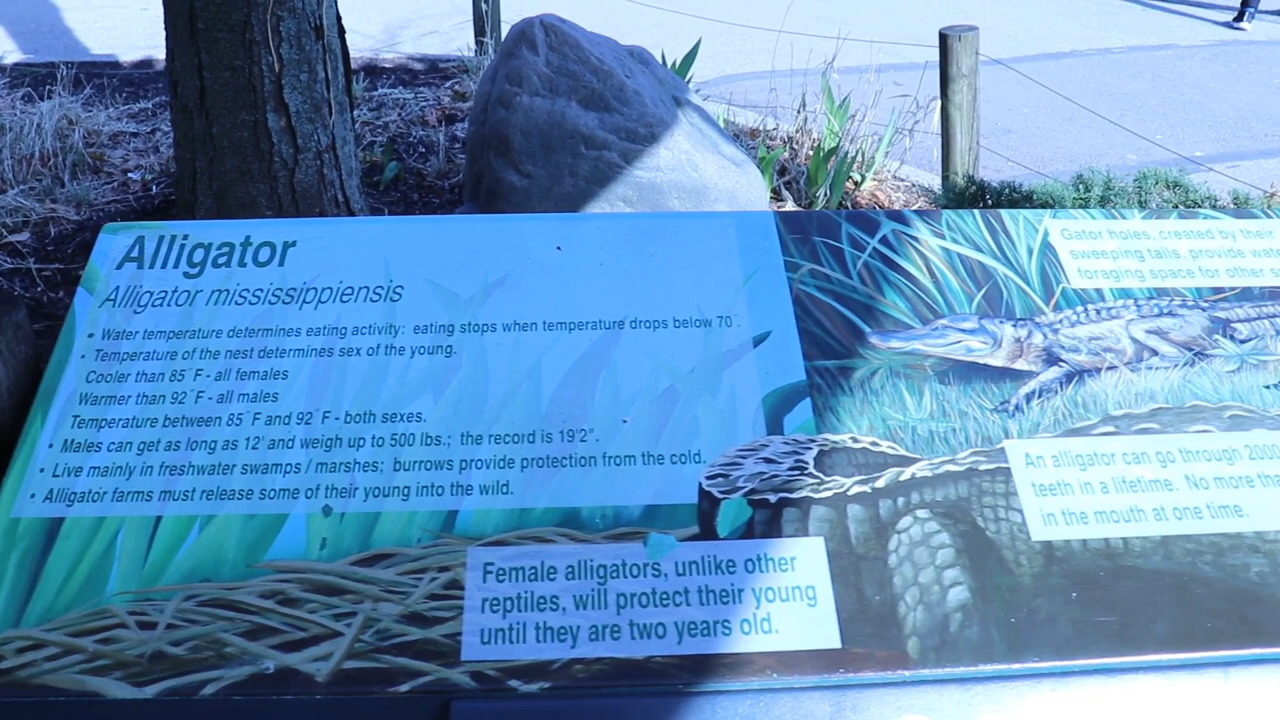 Alligator
Alligator mississippiensis
• Water temperature determines eating activity: eating stops when temperature drops below 70°.
• Temperature of the nest determines sex of the young.
Cooler than 85°F - all females
Warmer than 92°F - all males
Temperature between 85°F and 92°F - both sexes.
• Males can get as long as 12' and weigh up to 500 lbs.; the record is 19'2".
• Live mainly in freshwater swamps / marshes; burrows provide protection from the cold.
• Alligator farms must release some of their young into the wild.
Gator holes, created by their
sweeping tails, provide
foraging space for other
An alligator can go through 2000
teeth in a lifetime. No more
in the mouth at one time.
Female alligators, unlike other
reptiles, will protect their young
until they are two years old.